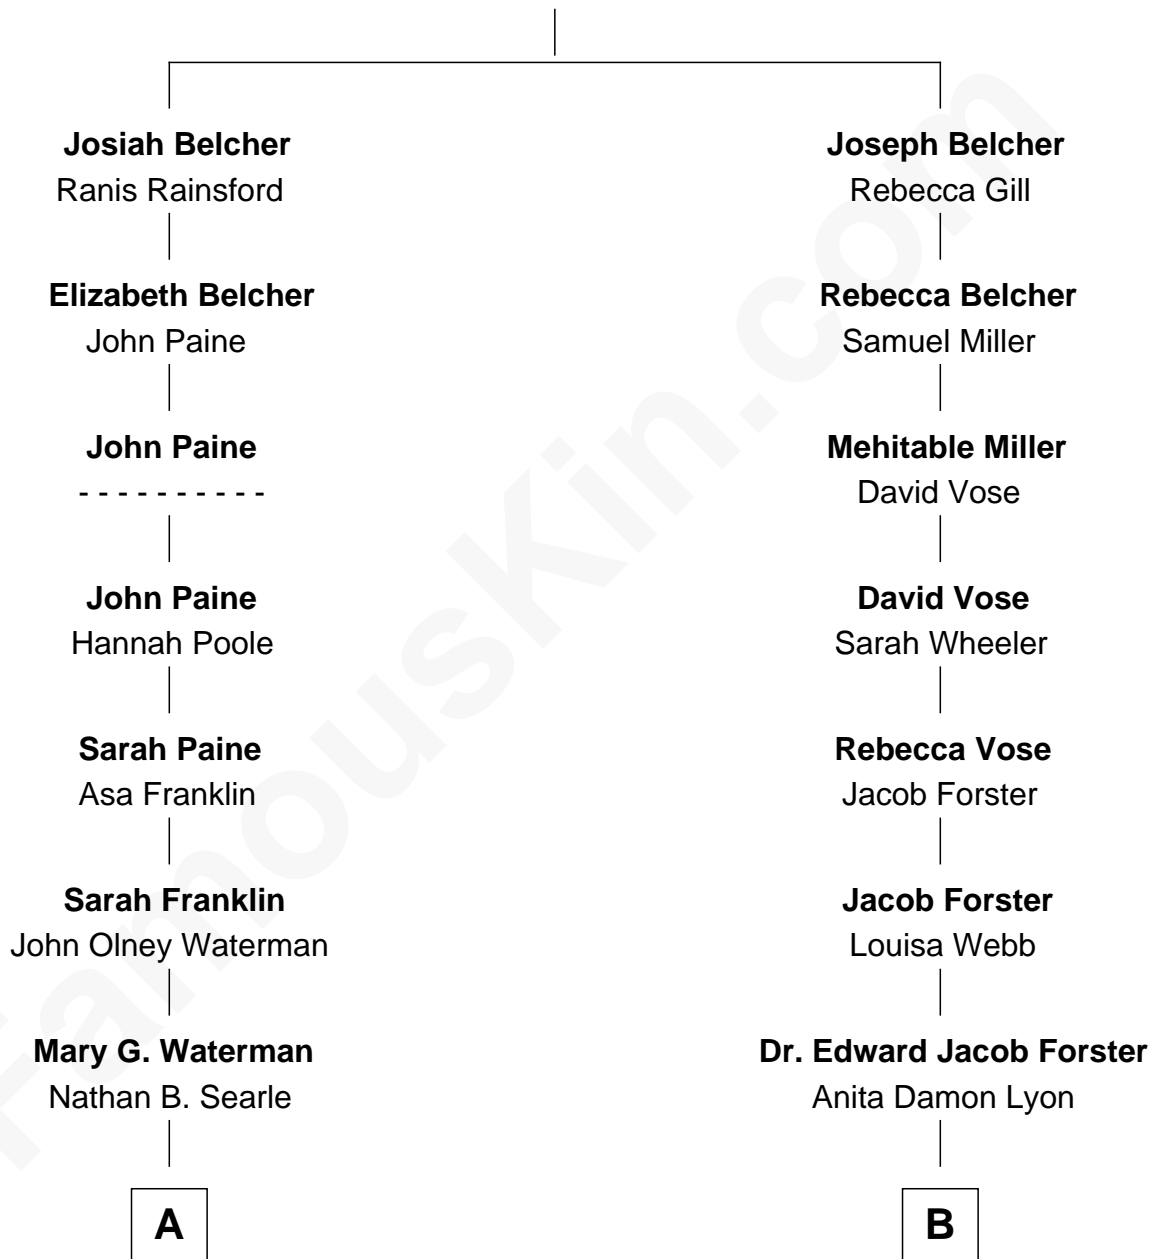 Josiah Belcher
Ranis Rainsford
Joseph Belcher
Rebecca Gill
Elizabeth Belcher
John Paine
Rebecca Belcher
Samuel Miller
John Paine
- - - - - - - - - -
Mehitable Miller
David Vose
John Paine
Hannah Poole
David Vose
Sarah Wheeler
Sarah Paine
Asa Franklin
Rebecca Vose
Jacob Forster
Sarah Franklin
John Olney Waterman
Jacob Forster
Louisa Webb
Mary G. Waterman
Nathan B. Searle
Dr. Edward Jacob Forster
Anita Damon Lyon
A
B
FamousKin.com